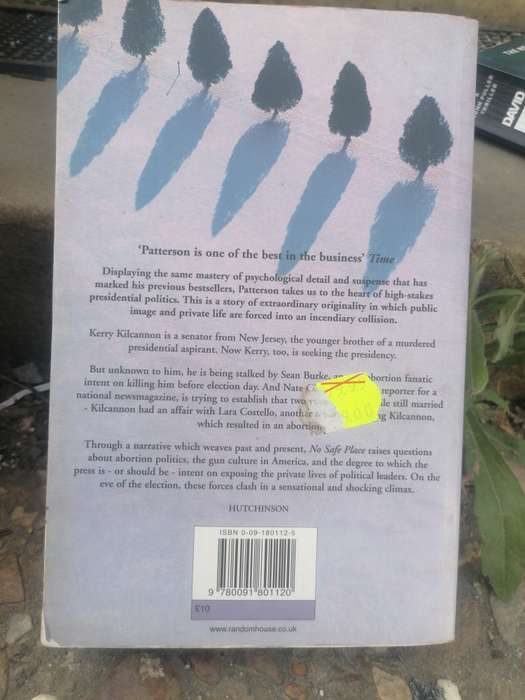 'Patterson is one of the best in the business' Time
Displaying the same mastery of psychological detail and suspense that has
marked his previous bestsellers, Patterson takes us to the heart of high-stakes
presidential politics. This is a story of extraordinary originality in which public
image and private life are forced into an incendiary collision.
Kerry Kilcannon is a senator from New Jersey, the younger brother of a murdered
presidential aspirant. Now Kerry, too, is seeking the presidency.
But unknown to him, he is being stalked by Sean Burke, fanatic
intent on killing him before election day. And Nate reporter for a
national newsmagazine, is trying to establish that still married
- Kilcannon had an affair with Lara Costello, Kilcannon,
which resulted in an
Through a narrative which weaves past and present, No Safe Place raises questions
about abortion politics, the gun culture in America, and the degree to which the
press is - or should be - intent on exposing the private lives of political leaders. On the
eve of the election, these forces clash in a sensational and shocking climax.
HUTCHINSON
ISBN 0-09-180112-5
9 780091 801120
£10
www.randomhouse.co.uk
THRILLER
DAVID